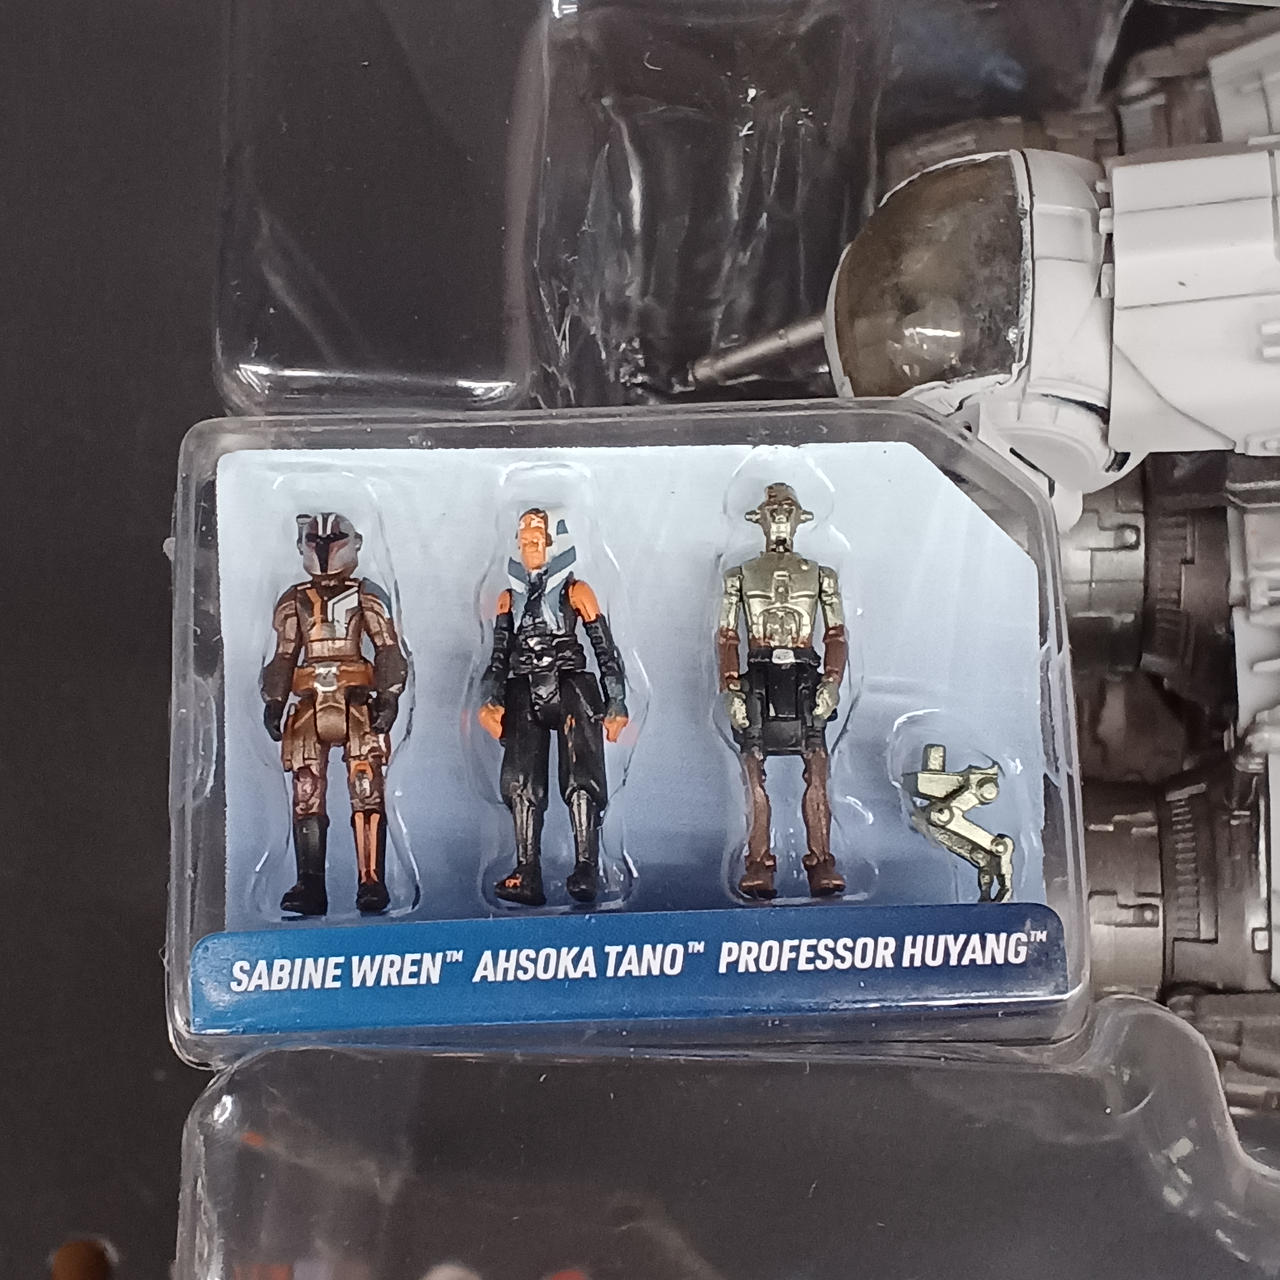 SABINE WREN™ AHSOKA TANO™ PROFESSOR HUYANG™